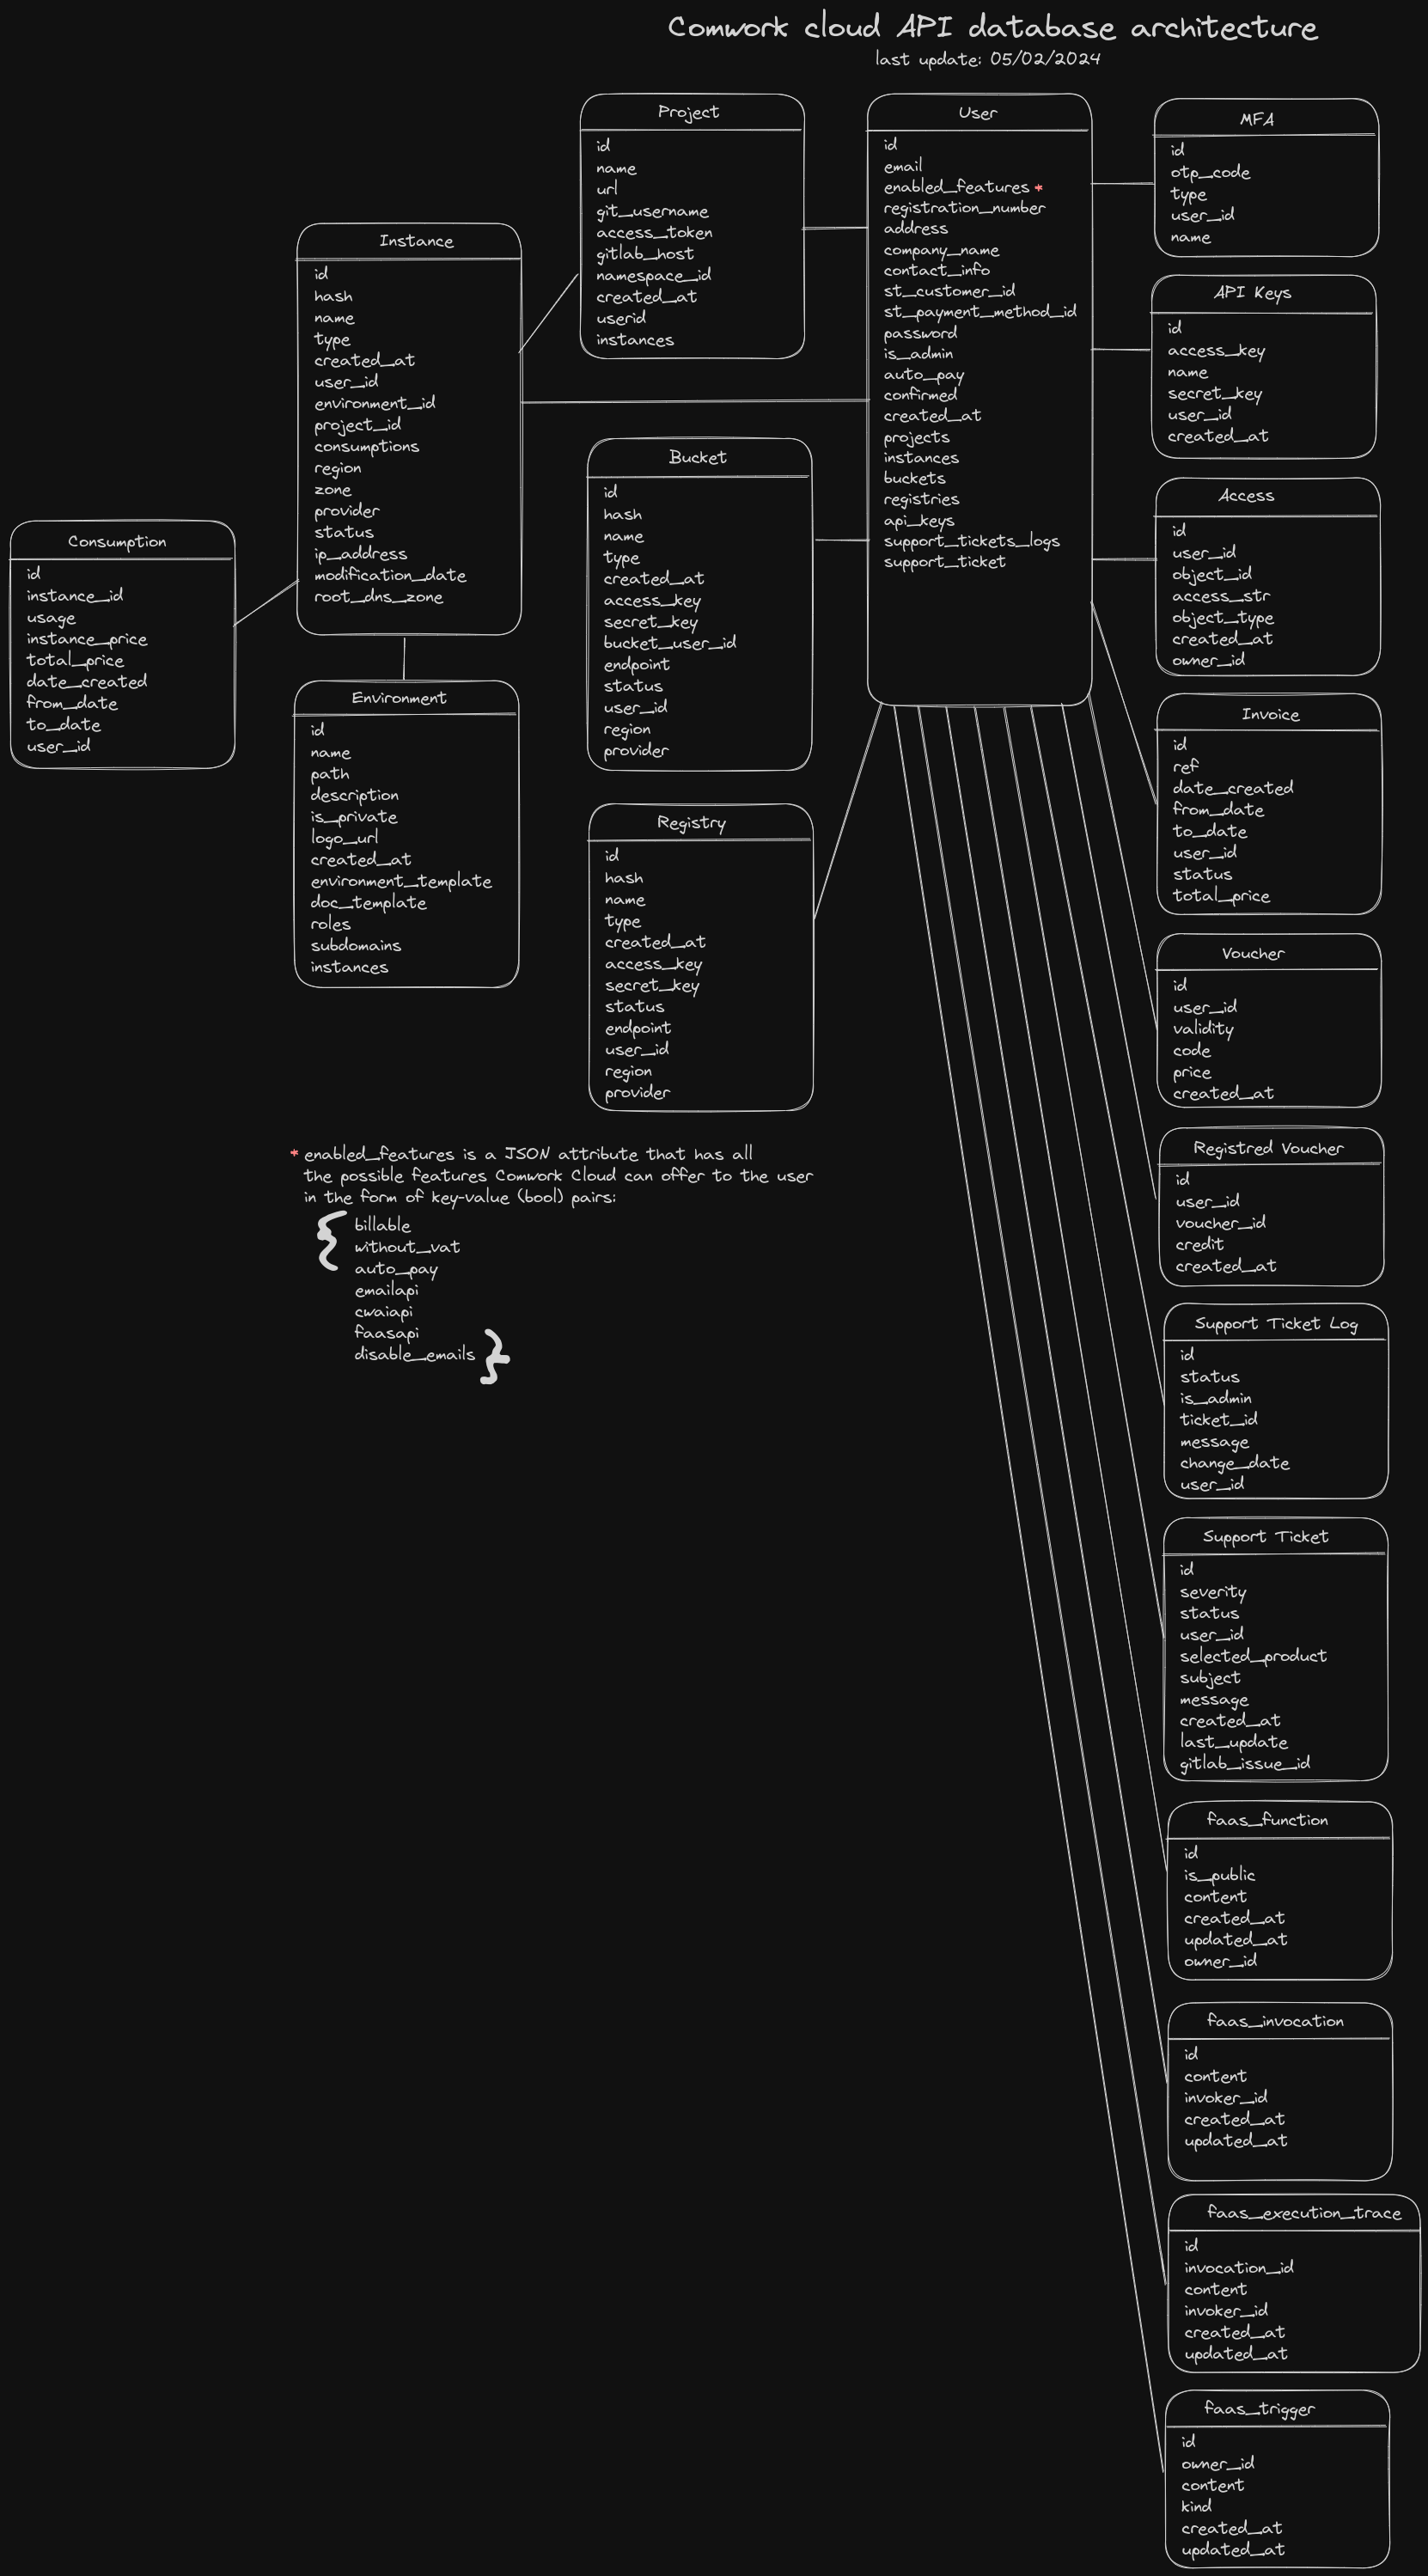 Comwork cloud API database architecture
last update: 05/02/2024
Project
id
name
url
git_username
access_token
gitlab_host
namespace_id
created_at
userid
instances
User
id
email
enabled_features *
registration_number
address
company_name
contact_info
st_customer_id
st_payment_method_id
password
is_admin
auto_pay
confirmed
created_at
projects
instances
buckets
registries
api_keys
support_tickets_logs
support_ticket
MFA
id
otp_code
type
user_id
name
Instance
id
hash
name
type
created_at
user_id
environment_id
project_id
consumptions
region
zone
provider
status
ip_address
modification_date
root_dns_zone
API Keys
id
access_key
name
secret_key
user_id
created_at
Bucket
id
hash
name
type
created_at
access_key
secret_key
bucket_user_id
endpoint
status
user_id
region
provider
Access
id
user_id
object_id
access_str
object_type
created_at
owner_id
Consumption
id
instance_id
usage
instance_price
total_price
date_created
from_date
to_date
user_id
Environment
id
name
path
description
is_private
logo_url
created_at
environment_template
doc_template
roles
subdomains
instances
Invoice
id
ref
date_created
from_date
to_date
user_id
status
total_price
Registry
id
hash
name
type
created_at
access_key
secret_key
status
endpoint
user_id
region
provider
Voucher
id
user_id
validity
code
price
created_at
* enabled_features is a JSON attribute that has all
the possible features Comwork Cloud can offer to the user
in the form of key-value (bool) pairs:
{ billable
without_vat
auto_pay
emailapi
cwaiapi
faasapi
disable_emails }
Registred Voucher
id
user_id
voucher_id
credit
created_at
Support Ticket Log
id
status
is_admin
ticket_id
message
change_date
user_id
Support Ticket
id
severity
status
user_id
selected_product
subject
message
created_at
last_update
gitlab_issue_id
faas_function
id
is_public
content
created_at
updated_at
owner_id
faas_invocation
id
content
invoker_id
created_at
updated_at
faas_execution_trace
id
invocation_id
content
invoker_id
created_at
updated_at
faas_trigger
id
owner_id
content
kind
created_at
updated_at